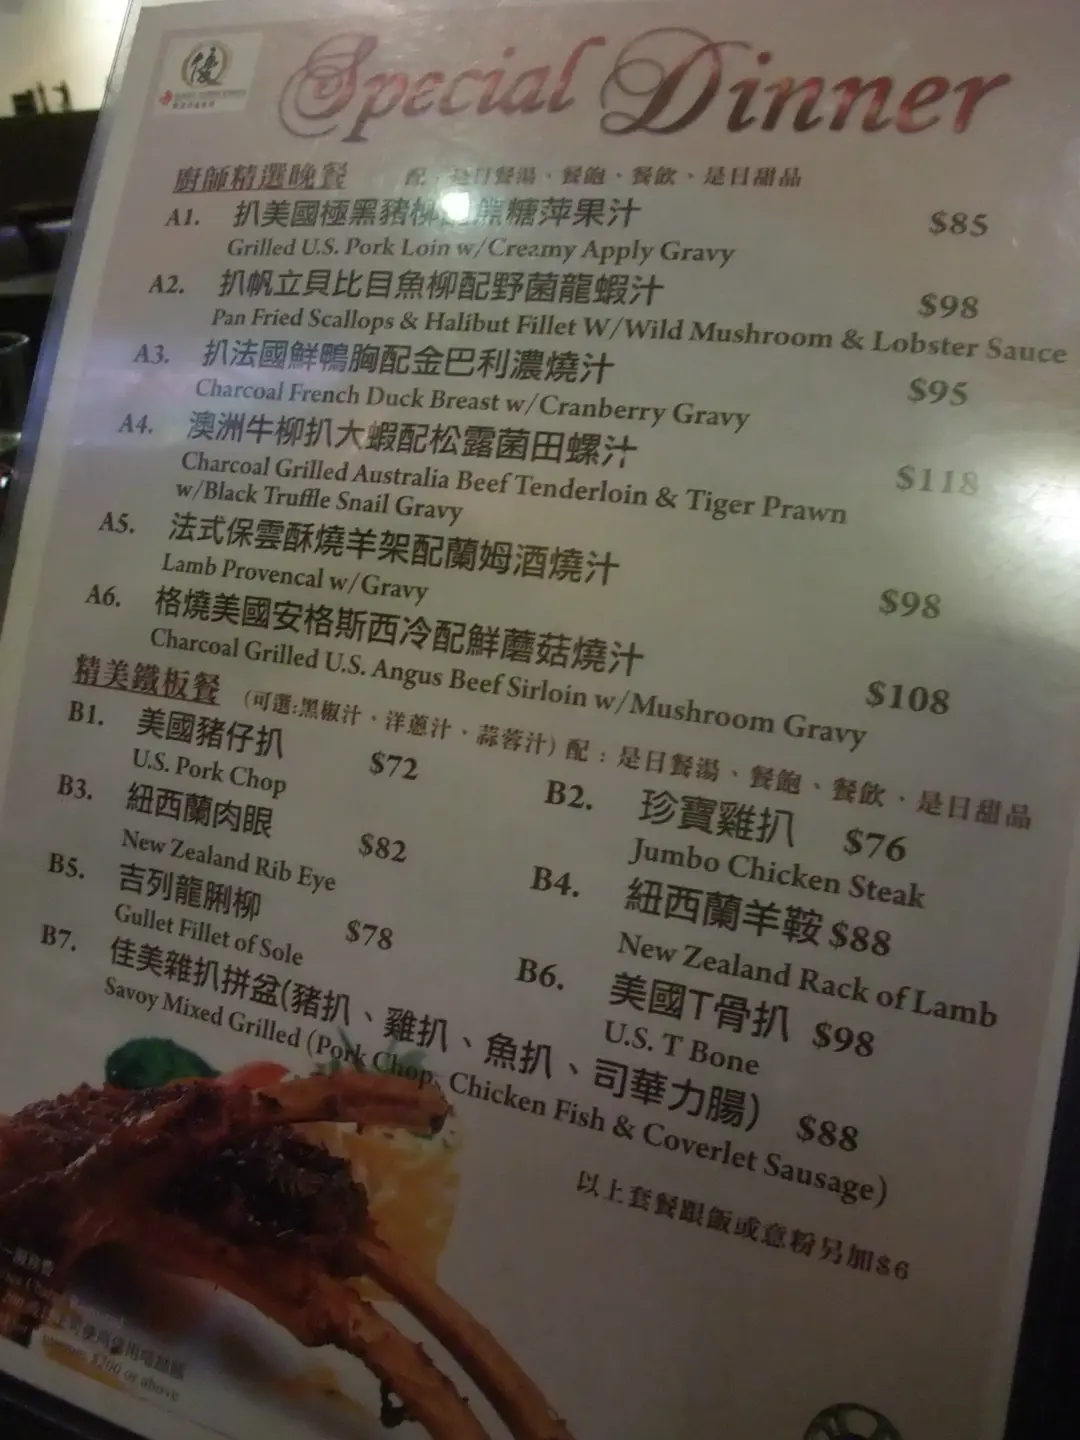 優
Special Dinner
廚師精選晚餐 配：是日餐湯、餐飽、餐飲、是日甜品
A1. 扒美國極黑豬柳配焦糖萍果汁 $85
Grilled U.S. Pork Loin w/Creamy Apply Gravy
A2. 扒帆立貝比目魚柳配野菌龍蝦汁 $98
Pan Fried Scallops & Halibut Fillet W/Wild Mushroom & Lobster Sauce
A3. 扒法國鮮鴨胸配金巴利濃燒汁 $95
Charcoal French Duck Breast w/Cranberry Gravy
A4. 澳洲牛柳扒大蝦配松露菌田螺汁 $118
Charcoal Grilled Australia Beef Tenderloin & Tiger Prawn
w/Black Truffle Snail Gravy
A5. 法式保雲酥燒羊架配蘭姆酒燒汁 $98
Lamb Provencal w/Gravy
A6. 格燒美國安格斯西冷配鮮蘑菇燒汁 $108
Charcoal Grilled U.S. Angus Beef Sirloin w/Mushroom Gravy
精美鐵板餐 (可選:黑椒汁、洋蔥汁、蒜蓉汁) 配：是日餐湯、餐飽、餐飲、是日甜品
B1. 美國豬仔扒 $72
U.S. Pork Chop
B2. 珍寶雞扒 $76
Jumbo Chicken Steak
B3. 紐西蘭肉眼 $82
New Zealand Rib Eye
B4. 紐西蘭羊鞍 $88
New Zealand Rack of Lamb
B5. 吉列龍脷柳 $78
Gullet Fillet of Sole
B6. 美國T骨扒 $98
U.S. T Bone
B7. 佳美雜扒拼盆(豬扒、雞扒、魚扒、司華力腸) $88
Savoy Mixed Grilled (Pork Chop, Chicken Fish & Coverlet Sausage)
以上套餐跟飯或意粉另加$6
$200 or above